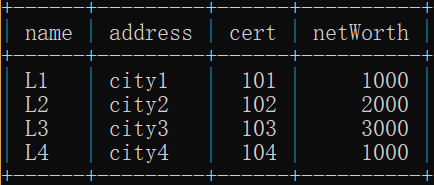 name address cert netWorth
L1 city1 101 1000
L2 city2 102 2000
L3 city3 103 3000
L4 city4 104 1000